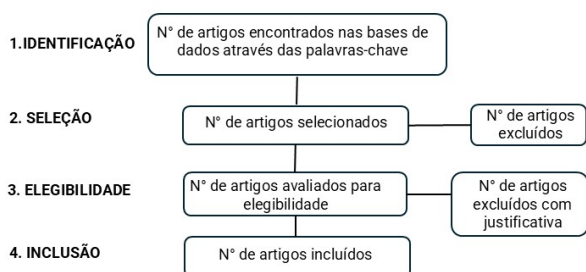 1.IDENTIFICAÇÃO
N° de artigos encontrados nas bases de
dados através das palavras-chave
2. SELEÇÃO
N° de artigos selecionados
N° de artigos
excluídos
3. ELEGIBILIDADE
N° de artigos avaliados para
elegibilidade
N° de artigos
excluídos com
justificativa
4. INCLUSÃO
N° de artigos incluídos